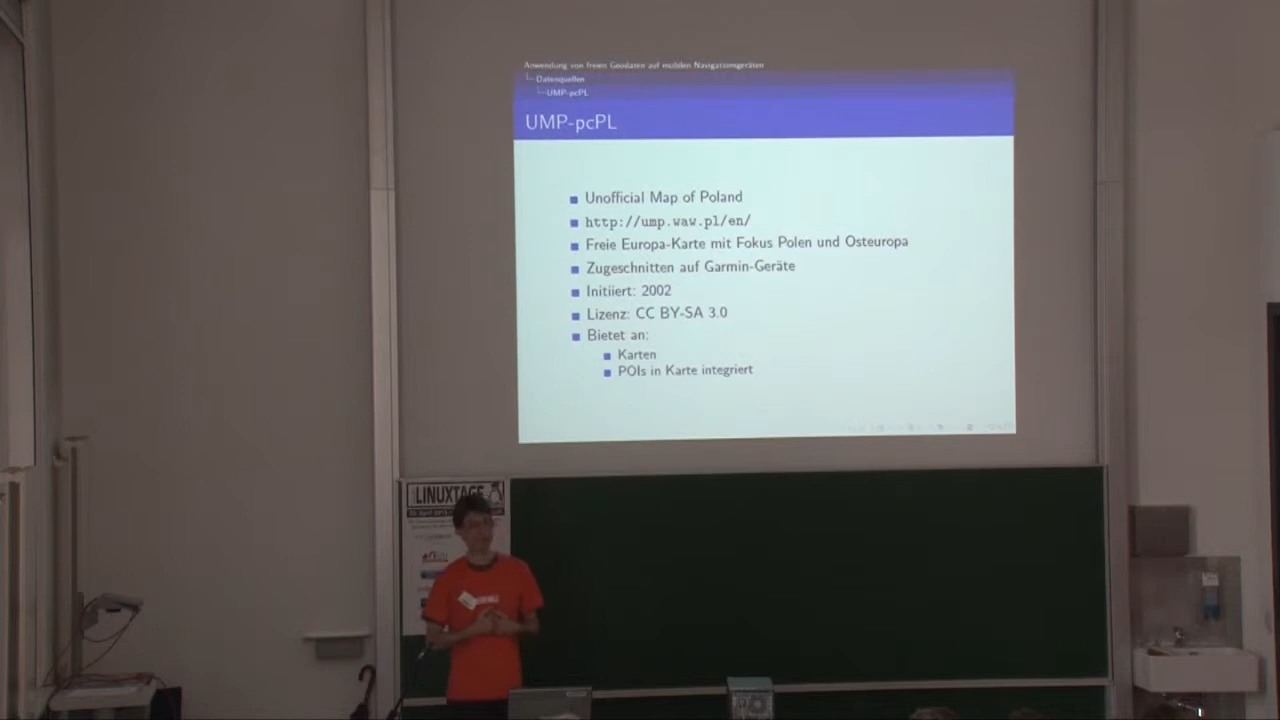 Anwendung von freien Geodaten auf mobilen Navigationsgeräten
Datenquellen
UMP-pcPL
UMP-pcPL
Unofficial Map of Poland
http://ump.waw.pl/en/
Freie Europa-Karte mit Fokus Polen und Osteuropa
Zugeschnitten auf Garmin-Geräte
Initiiert: 2002
Lizenz: CC BY-SA 3.0
Bietet an:
Karten
POIs in Karte integriert
LINUXTAGE